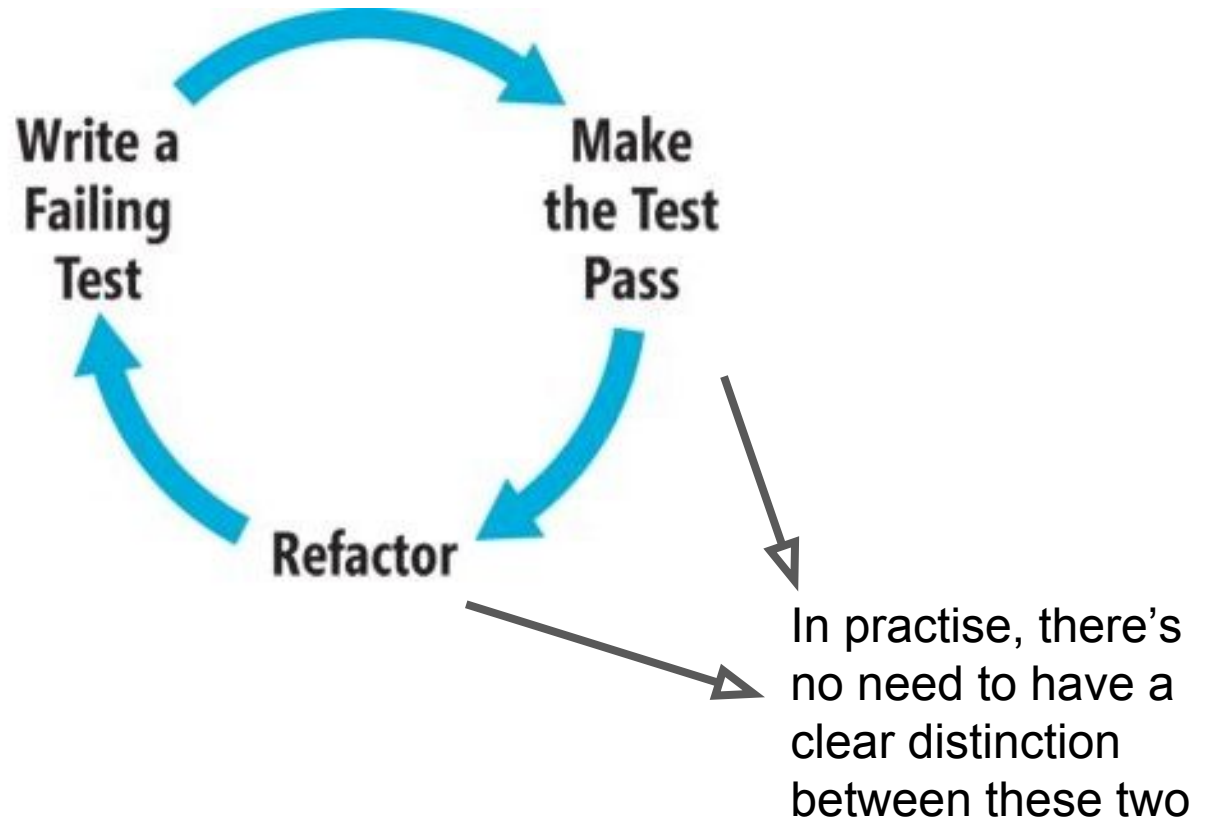 Write a
Failing
Test
Make
the Test
Pass
Refactor
In practise, there's
no need to have a
clear distinction
between these two